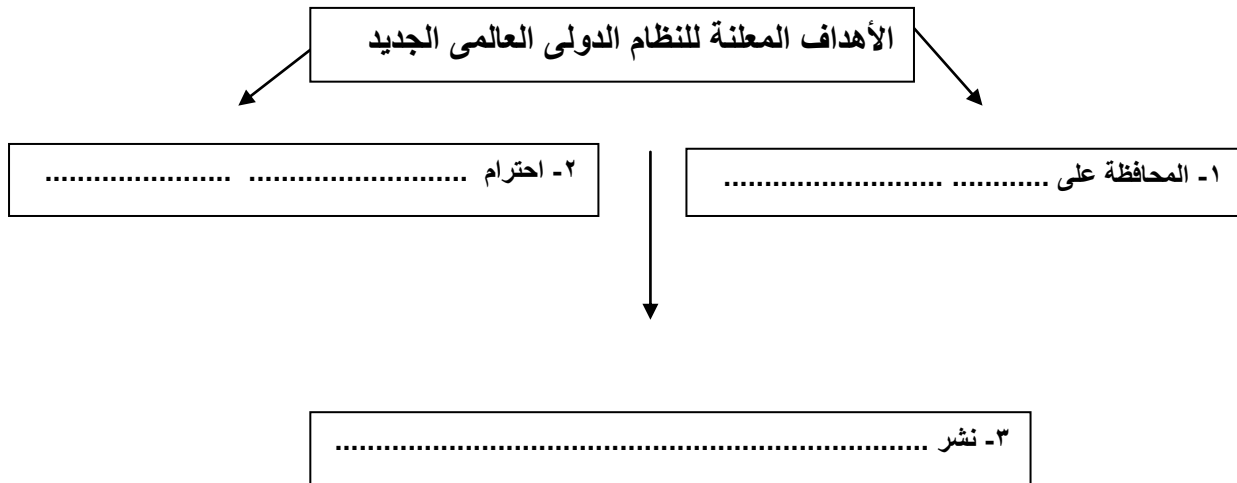 الأهداف المعلنة للنظام الدولى العالمى الجديد
١- المحافظة على ............ ...........................
٢- احترام ........................... .......................
٣- نشر .........................................................................